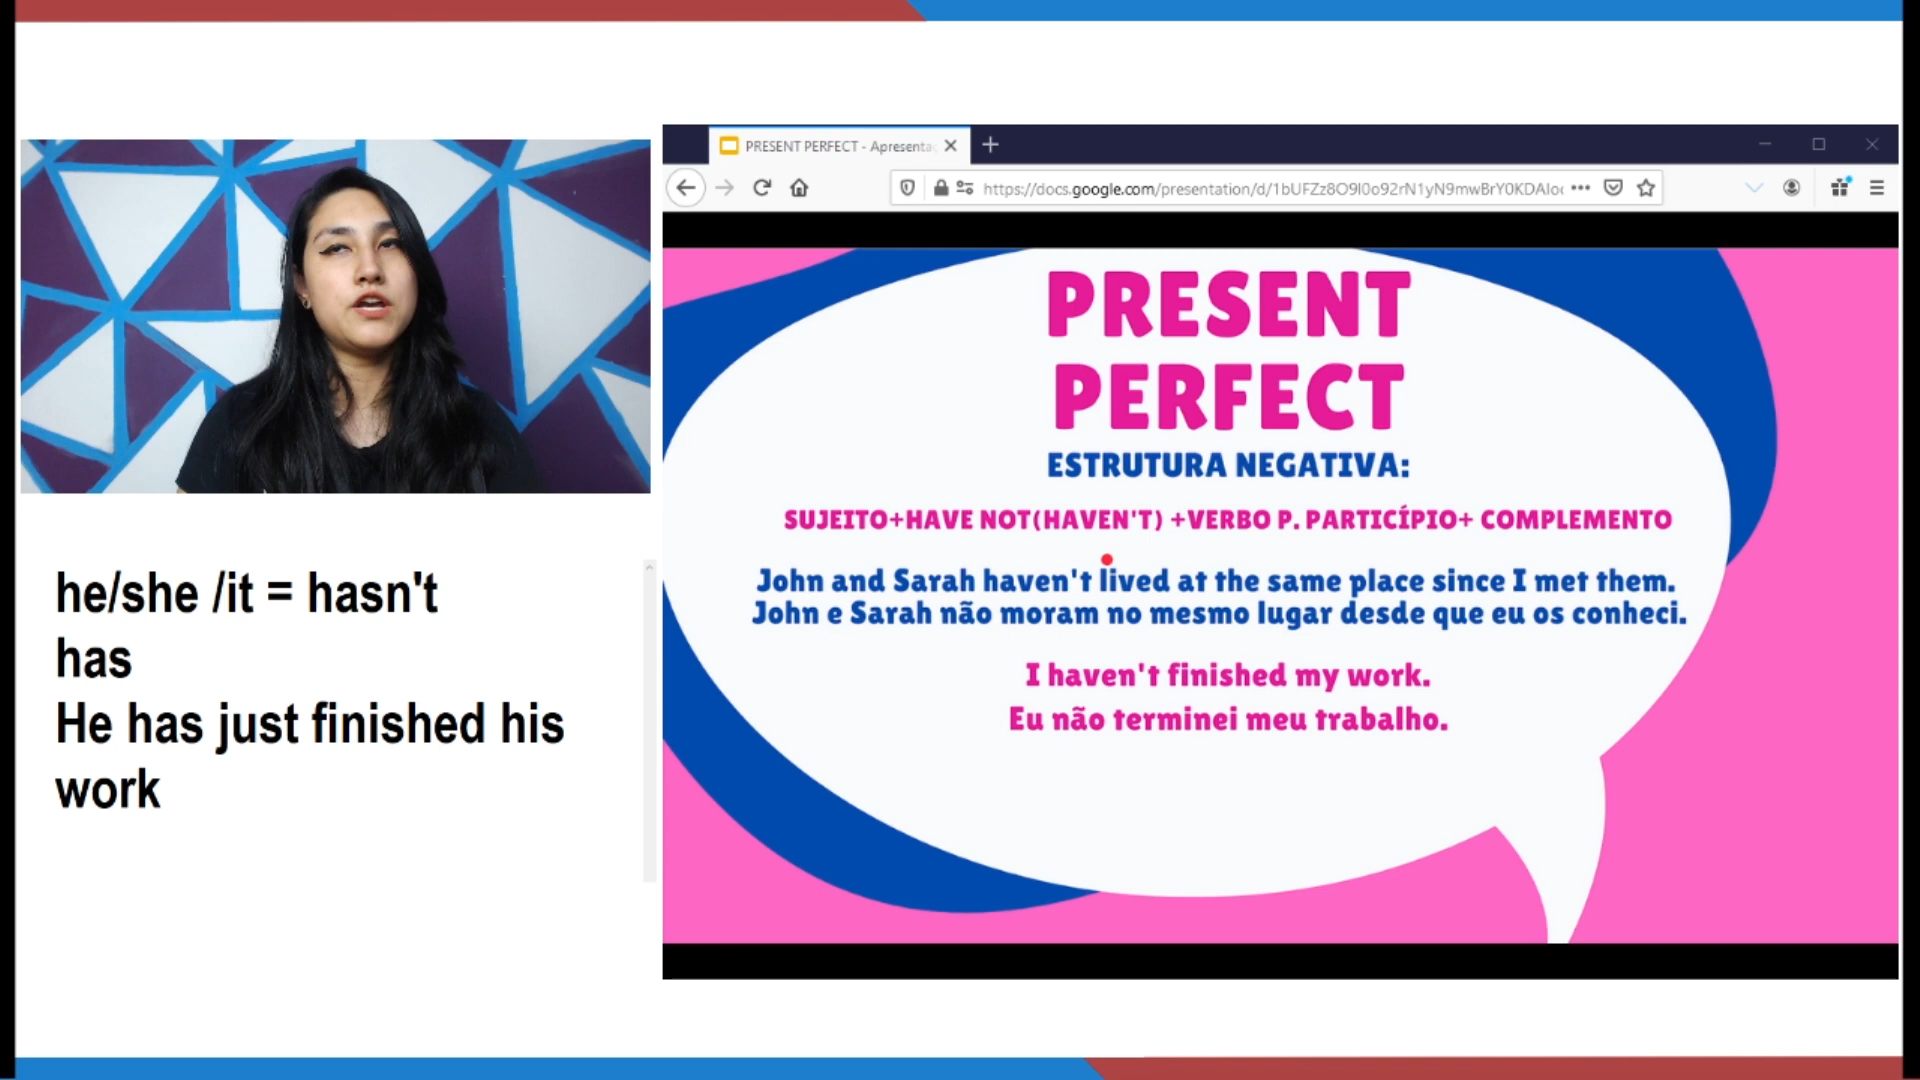 PRESENT PERFECT - Apresenta
https://docs.google.com/presentation/d/1bUFZz8O9I0o92rN1yN9mwBrY0KDAIo
PRESENT
PERFECT
ESTRUTURA NEGATIVA:
SUJEITO+HAVE NOT(HAVEN'T) +VERBO P. PARTICÍPIO+ COMPLEMENTO
John and Sarah haven't lived at the same place since I met them.
John e Sarah não moram no mesmo lugar desde que eu os conheci.
I haven't finished my work.
Eu não terminei meu trabalho.
he/she /it = hasn't
has
He has just finished his
work